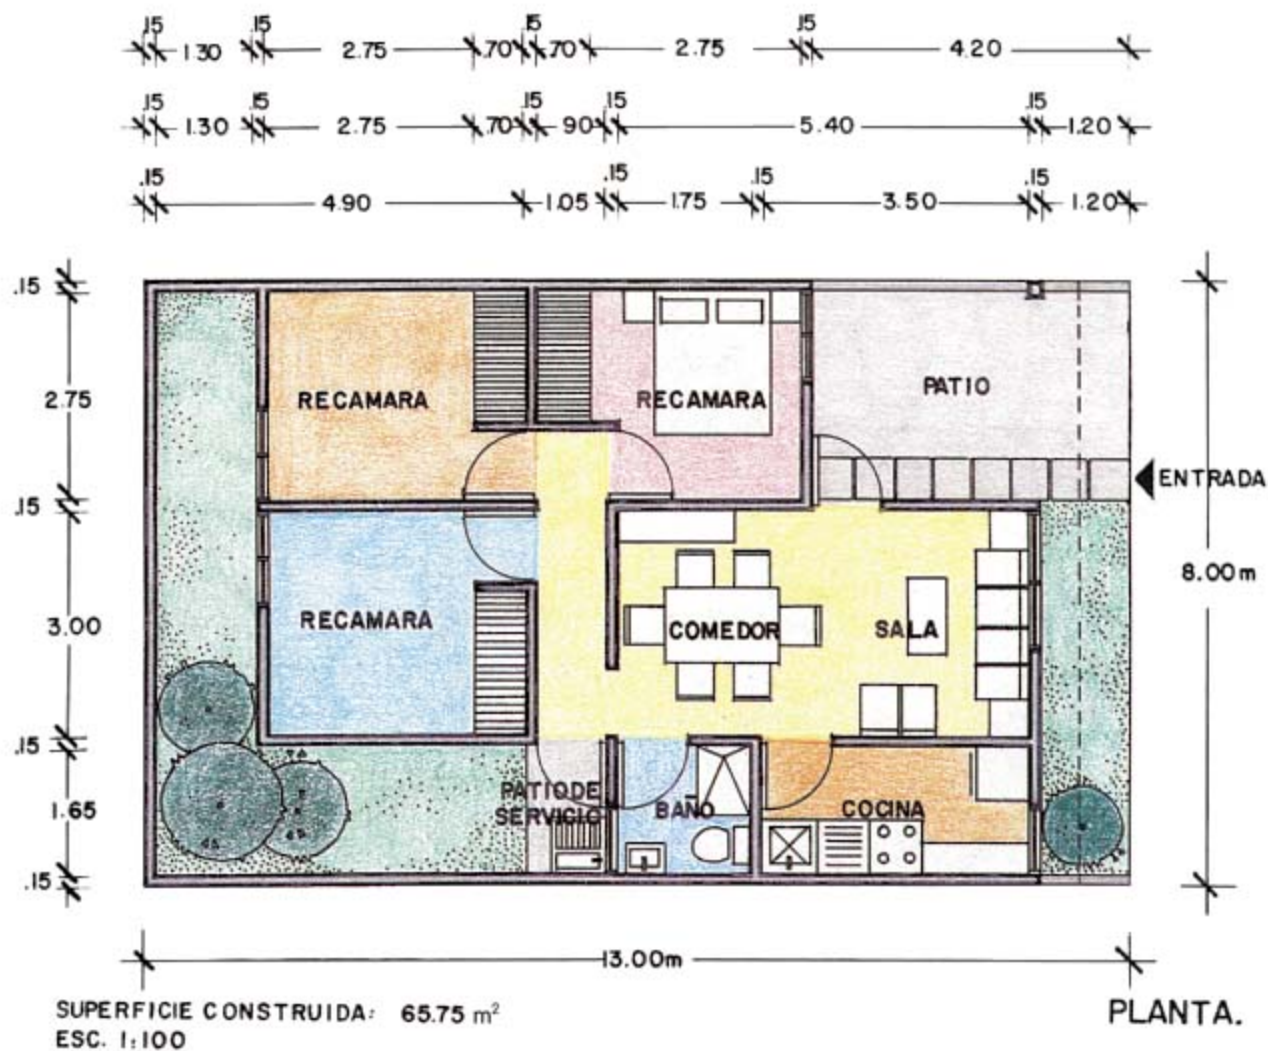 .15 .15 .15 .15
1.30 2.75 .70 .70 2.75 4.20
.15 .15 .15 .15 .15
1.30 2.75 .70 .90 5.40 1.20
.15 .15 .15 .15
4.90 1.05 1.75 3.50 1.20
.15
2.75
.15
3.00
.15
1.65
.15
RECAMARA
RECAMARA
PATIO
ENTRADA
8.00m
RECAMARA
COMEDOR
SALA
PATIO DE
SERVICIO
BAÑO
COCINA
13.00m
SUPERFICIE CONSTRUIDA: 65.75 m²
ESC. 1:100
PLANTA.